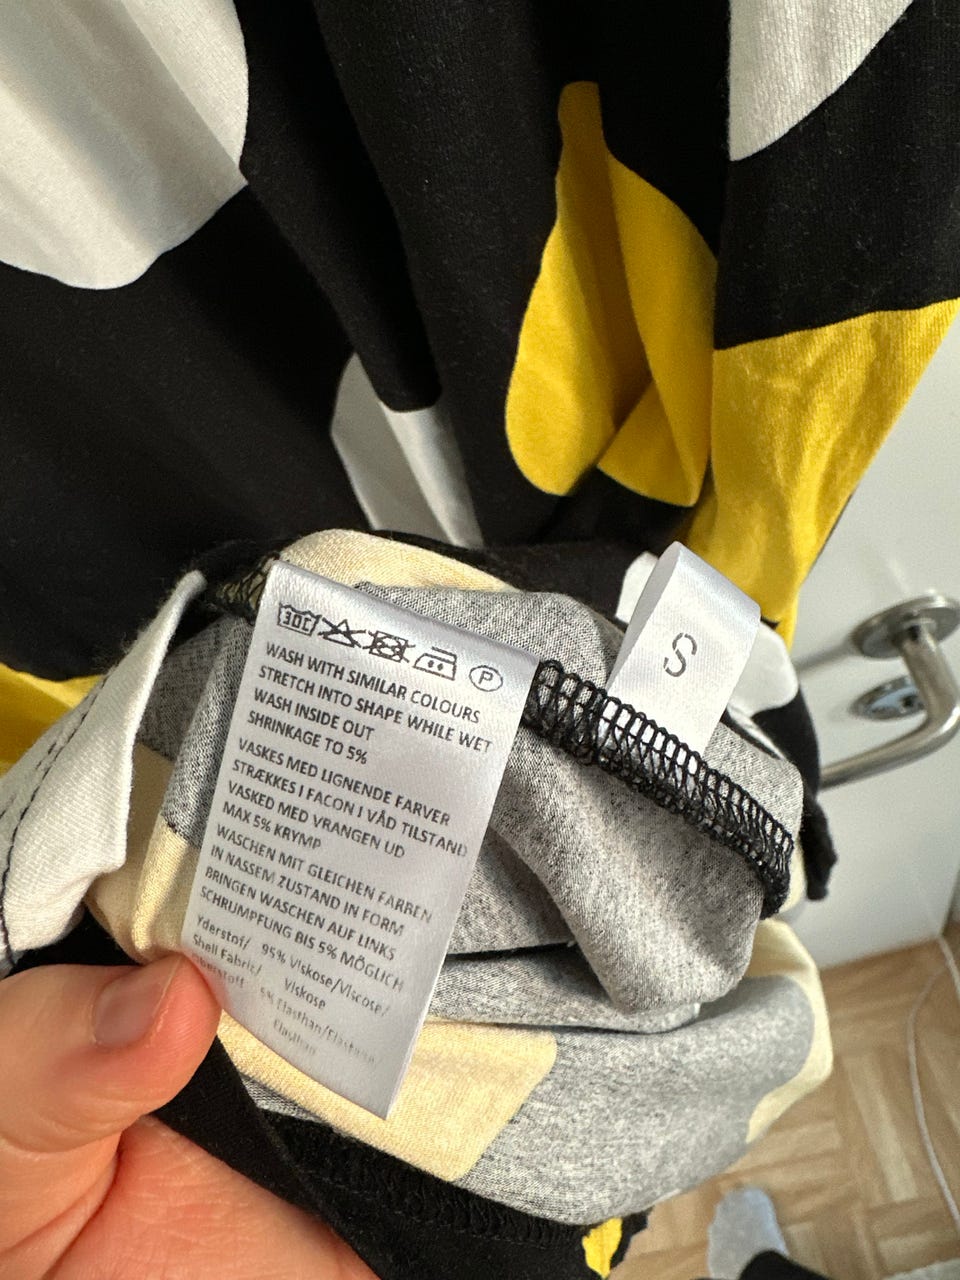 30C P
WASH WITH SIMILAR COLOURS
STRETCH INTO SHAPE WHILE WET
WASH INSIDE OUT
SHRINKAGE TO 5%
VASKES MED LIGNENDE FARVER
STRÆKKES I FACON I VÅD TILSTAND
VASKED MED VRANGEN UD
MAX 5% KRYMP
WASCHEN MIT GLEICHEN FARBEN
IN NASSEM ZUSTAND IN FORM
BRINGEN WASCHEN AUF LINKS
SCHRUMPFUNG BIS 5% MÖGLICH
Yderstof/ 95% Viskose/Viscose/
Shell Fabric/ Viskose
5% Elasthan/Elastane/
Elasthan
S